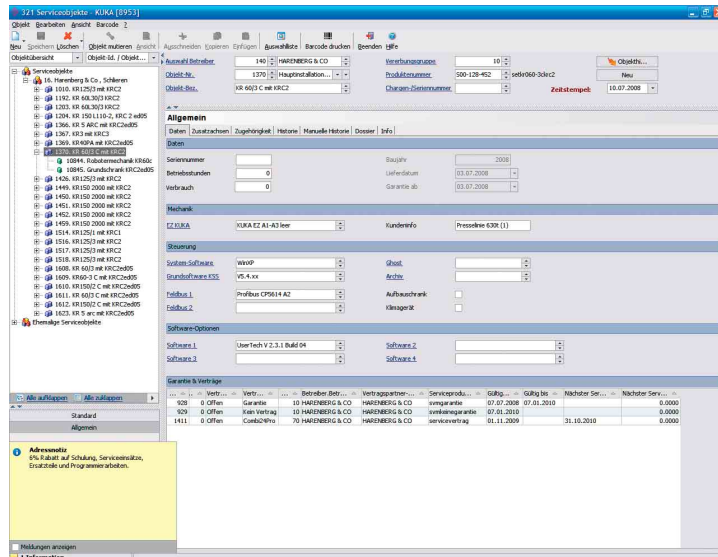 321 Serviceobjekte - KUKA [8953]
Objekt Bearbeiten Ansicht Barcode ?
Neu Speichern Löschen Objekt mutieren Ansicht Ausschneiden Kopieren Einfügen Auswahlliste Barcode drucken Beenden Hilfe
Objektübersicht Objekt-Id. / Objekt...
Serviceobjekte
16. Harenberg & Co, Schlieren
1010. KR125/3 mit KRC2
1192. KR 60L30/3 KRC2
1203. KR 60L30/3 KRC2
1204. KR 150 L110-2, KRC 2 ed05
1366. KR 5 ARC mit KRC2ed05
1367. KR3 mit KRC3
1369. KR40PA mit KRC2ed05
1370. KR 60/3 C mit KRC2
10844. Robotermechanik KR60c
10845. Grundschrank KRC2ed05
1426. KR125/3 mit KRC2
1449. KR150 2000 mit KRC2
1450. KR150 2000 mit KRC2
1451. KR150 2000 mit KRC2
1452. KR150 2000 mit KRC2
1459. KR150 2000 mit KRC2
1514. KR125/1 mit KRC1
1516. KR125/3 mit KRC2
1517. KR125/3 mit KRC2
1518. KR125/3 mit KRC2
1608. KR 60/3 mit KRC2ed05
1609. KR60-3 C mit KRC2ed05
1610. KR150/2 C mit KRC2ed05
1611. KR 60/3 C mit KRC2ed05
1612. KR150/2 C mit KRC2ed05
1623. KR 5 arc mit KRC2ed05
Ehemalige Serviceobjekte
Alle aufklappen Alle zuklappen
Standard
Allgemein
Adressnotiz
6% Rabatt auf Schulung, Serviceinsätze,
Ersatzteile und Programmierarbeiten.
Meldungen anzeigen
Auswahl Betreiber 140 HARENBERG & CO Vererbungsgruppe 10 Objekthi...
Objekt-Nr. 1370 Hauptinstallation... Produktenummer S00-128-452 setkr060-3ckrc2 Neu
Objekt-Bez. KR 60/3 C mit KRC2 Chargen-/Seriennummer Zeitstempel: 10.07.2008
Allgemein
Daten Zusatzachsen Zugehörigkeit Historie Manuelle Historie Dossier Info
Daten
Seriennummer Baujahr 2008
Betriebsstunden 0 Lieferdatum 03.07.2008
Verbrauch 0 Garantie ab 03.07.2008
Mechanik
EZ KUKA KUKA EZ A1-A3 leer Kundeninfo Presselinie 630t (1)
Steuerung
System-Software WinXP Ghost
Grundsoftware KSS V5.4.xx Archiv
Feldbus 1 Profibus CP5614 A2 Aufbauschrank
Feldbus 2 Klimagerät
Software-Optionen
Software 1 UserTech V 2.3.1 Build 04 Software 2
Software 3 Software 4
Garantie & Verträge
... .. Vertr... Vertr... ... Betreiber.Betr... Vertragspartner-... Serviceprodu... Gültig... Gültig bis Nächster Ser... Nächster Serv...
928 0 Offen Garantie 10 HARENBERG & CO HARENBERG & CO svmgarantie 07.07.2008 07.01.2010 0.0000
929 0 Offen Kein Vertrag 10 HARENBERG & CO HARENBERG & CO svmkeinegarantie 07.01.2010 0.0000
1411 0 Offen Combi24Pro 70 HARENBERG & CO HARENBERG & CO servicevertrag 01.11.2009 31.10.2010 0.0000